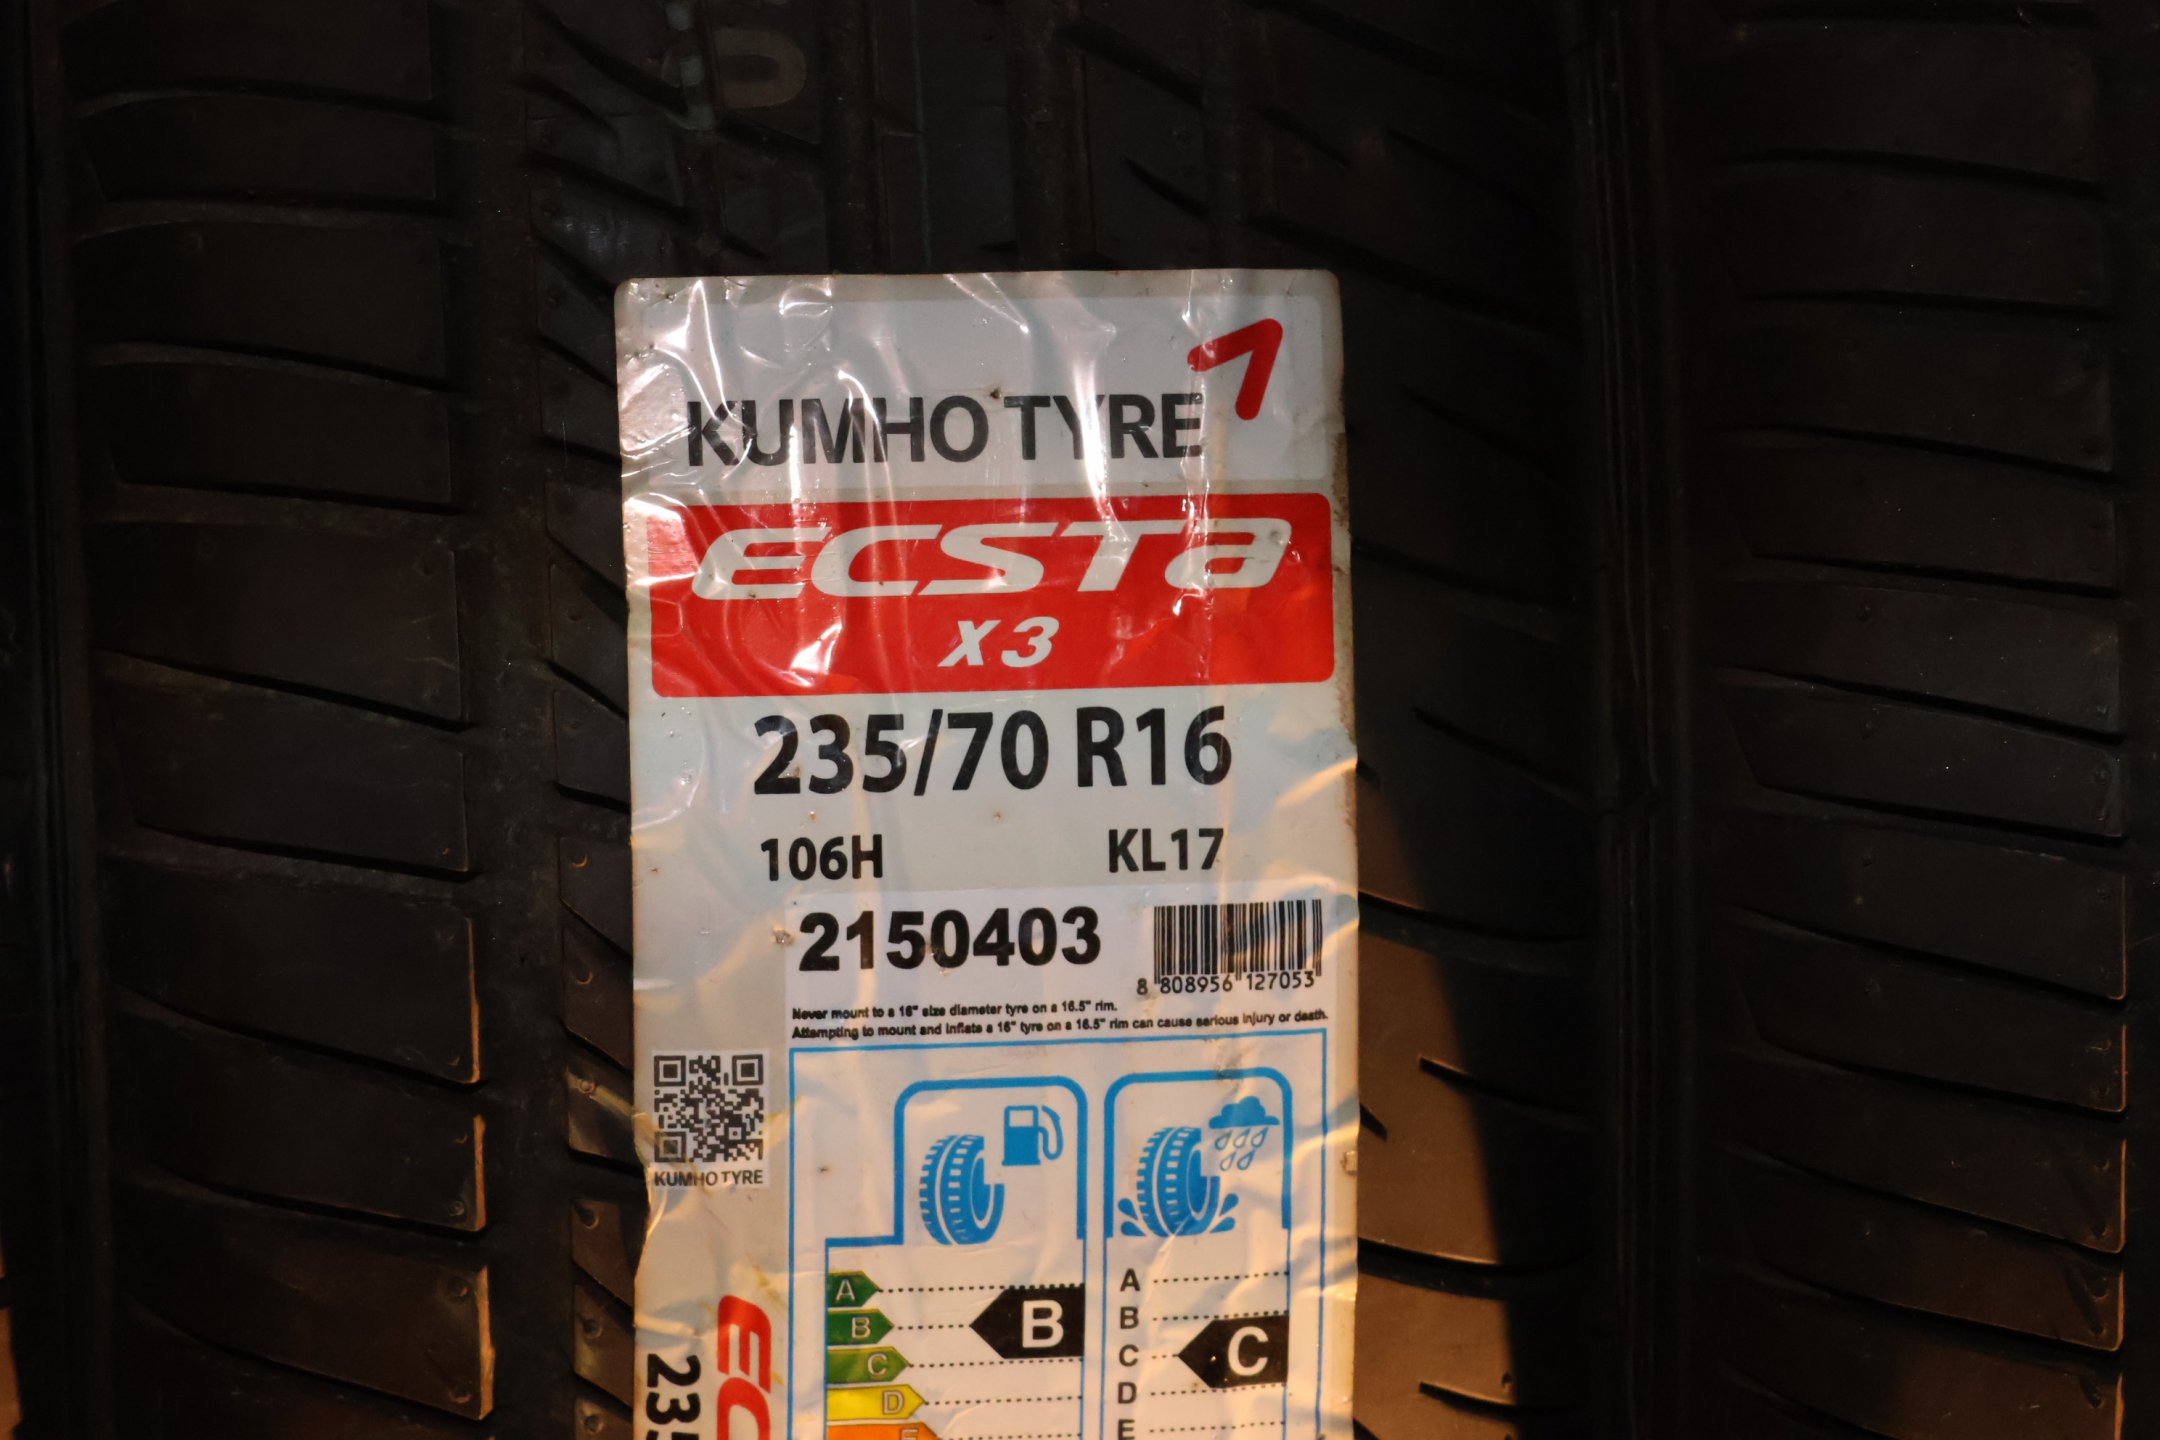 KUMHO TYRE
ECSTA
X3
235/70 R16
106H KL17
2150403
8 808956 127053
Never mount to a 16" size diameter tyre on a 16.5" rim.
Attempting to mount and inflate a 16" tyre on a 16.5" rim can cause serious injury or death.
KUMHO TYRE
A
B
C
D
E
B
A
B
C
D
E
C
EC
235